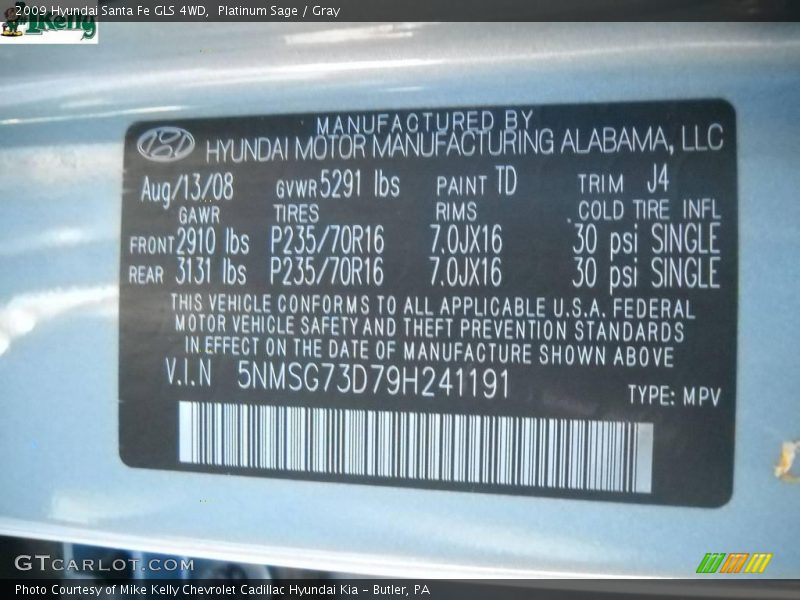 2009 Hyundai Santa Fe GLS 4WD, Platinum Sage / Gray
Kelly
MANUFACTURED BY
HYUNDAI MOTOR MANUFACTURING ALABAMA, LLC
Aug/13/08 GVWR 5291 lbs PAINT TD TRIM J4
GAWR TIRES RIMS COLD TIRE INFL
FRONT 2910 lbs P235/70R16 7.0JX16 30 psi SINGLE
REAR 3131 lbs P235/70R16 7.0JX16 30 psi SINGLE
THIS VEHICLE CONFORMS TO ALL APPLICABLE U.S.A. FEDERAL
MOTOR VEHICLE SAFETY AND THEFT PREVENTION STANDARDS
IN EFFECT ON THE DATE OF MANUFACTURE SHOWN ABOVE
V.I.N 5NMSG73D79H241191
TYPE: MPV
GTcarlot.com
Photo Courtesy of Mike Kelly Chevrolet Cadillac Hyundai Kia - Butler, PA